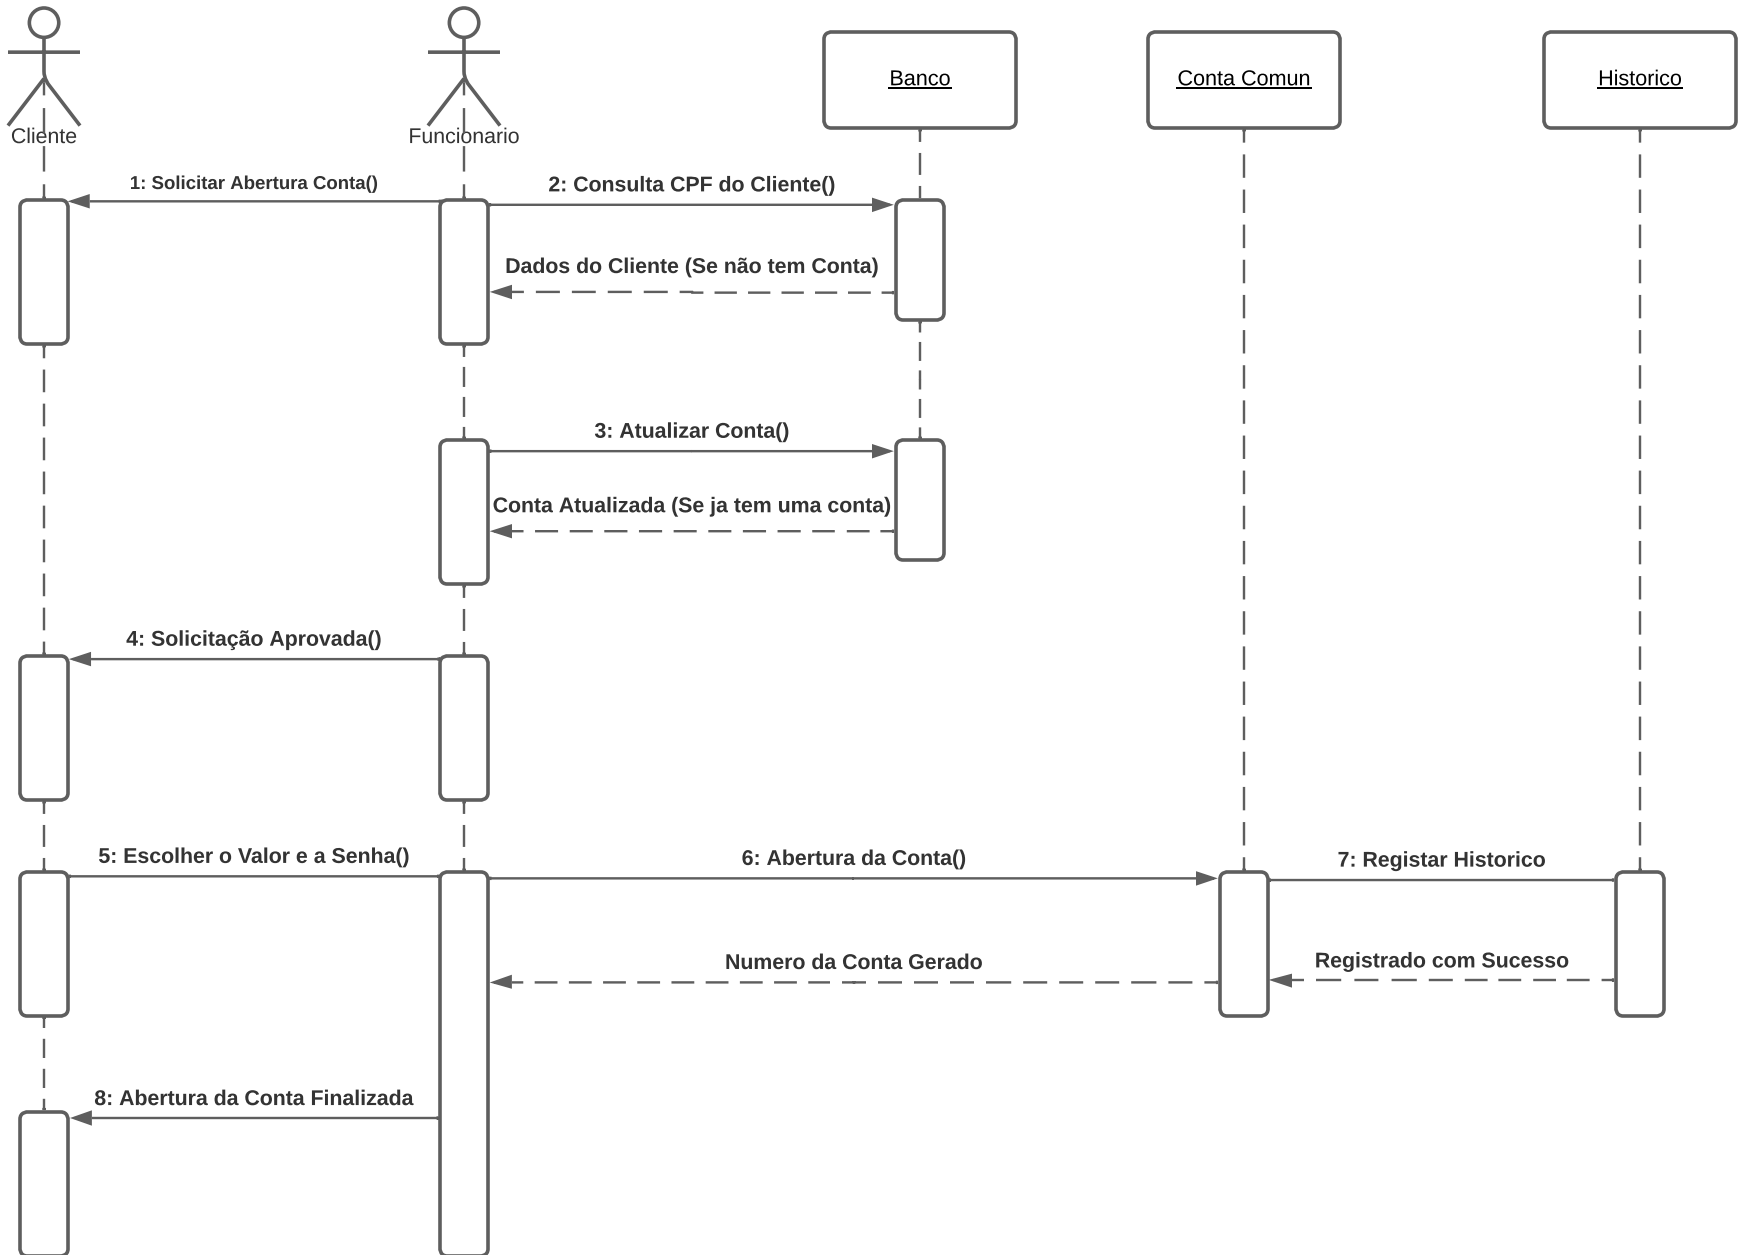 Cliente
Funcionario
Banco
Conta Comun
Historico
1: Solicitar Abertura Conta()
2: Consulta CPF do Cliente()
Dados do Cliente (Se não tem Conta)
3: Atualizar Conta()
Conta Atualizada (Se ja tem uma conta)
4: Solicitação Aprovada()
5: Escolher o Valor e a Senha()
6: Abertura da Conta()
7: Registar Historico
Numero da Conta Gerado
Registrado com Sucesso
8: Abertura da Conta Finalizada